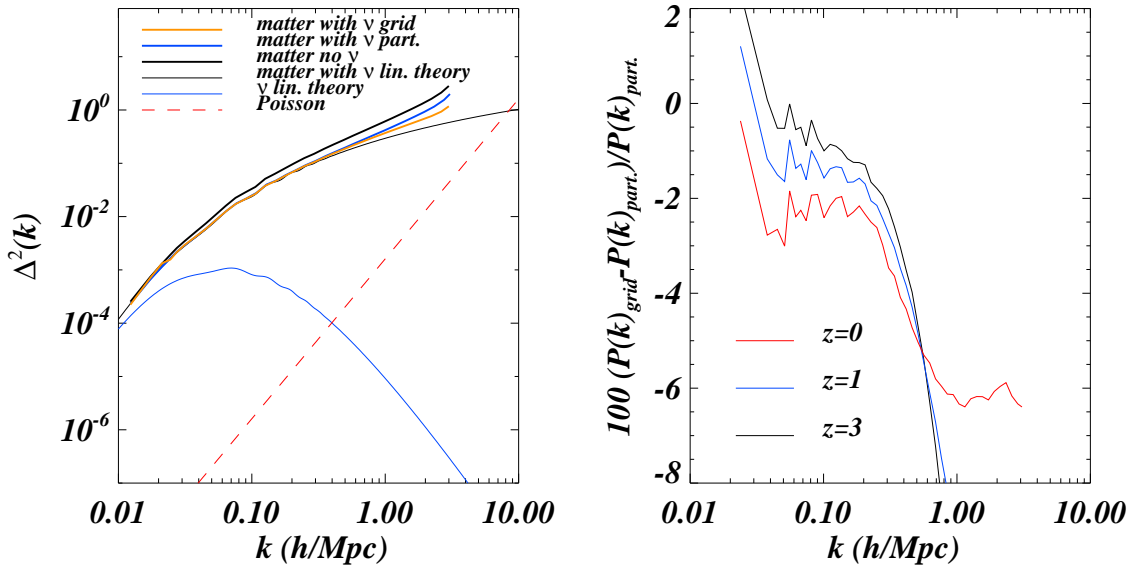 matter with ν grid
matter with ν part.
matter no ν
matter with ν lin. theory
ν lin. theory
Poisson
10^0
10^-2
10^-4
10^-6
Δ^2(k)
0.01 0.10 1.00 10.00
k (h/Mpc)
2
0
-2
-4
-6
-8
100 (P(k)_grid-P(k)_part.)/P(k)_part.
z=0
z=1
z=3
0.01 0.10 1.00 10.00
k (h/Mpc)